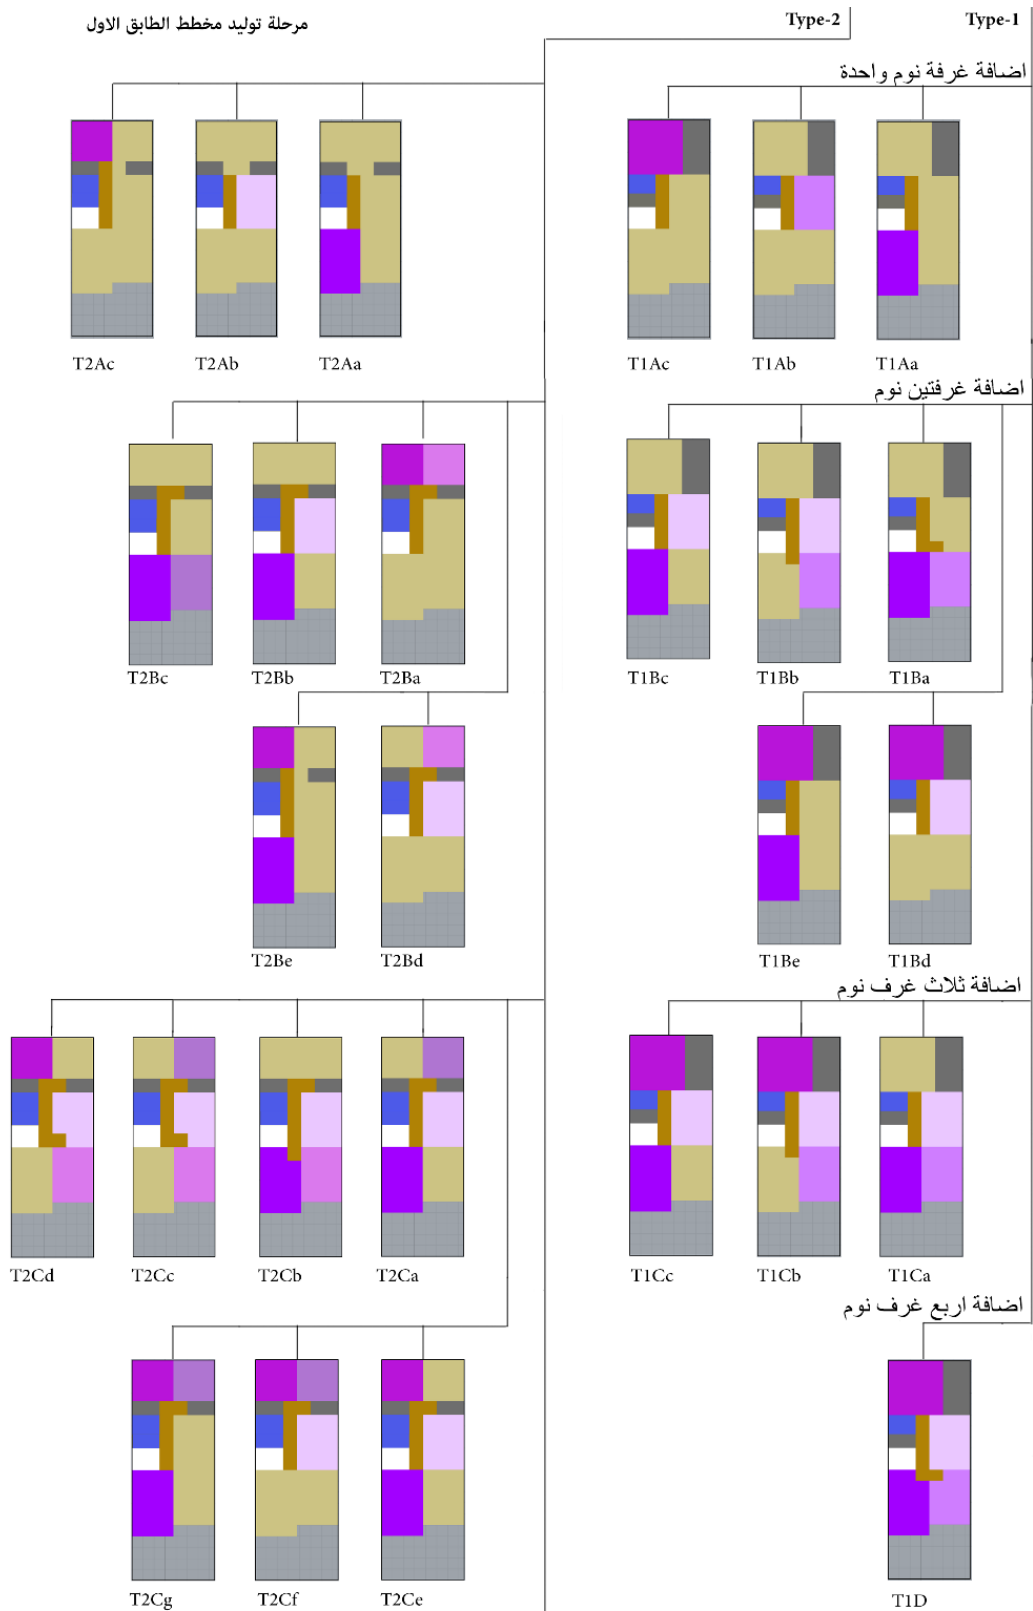 مرحلة توليد مخطط الطابق الاول
Type-2
Type-1
اضافة غرفة نوم واحدة
T2Ac
T2Ab
T2Aa
T1Ac
T1Ab
T1Aa
اضافة غرفتين نوم
T2Bc
T2Bb
T2Ba
T1Bc
T1Bb
T1Ba
T2Be
T2Bd
T1Be
T1Bd
اضافة ثلاث غرف نوم
T2Cd
T2Cc
T2Cb
T2Ca
T1Cc
T1Cb
T1Ca
اضافة اربع غرف نوم
T2Cg
T2Cf
T2Ce
T1D